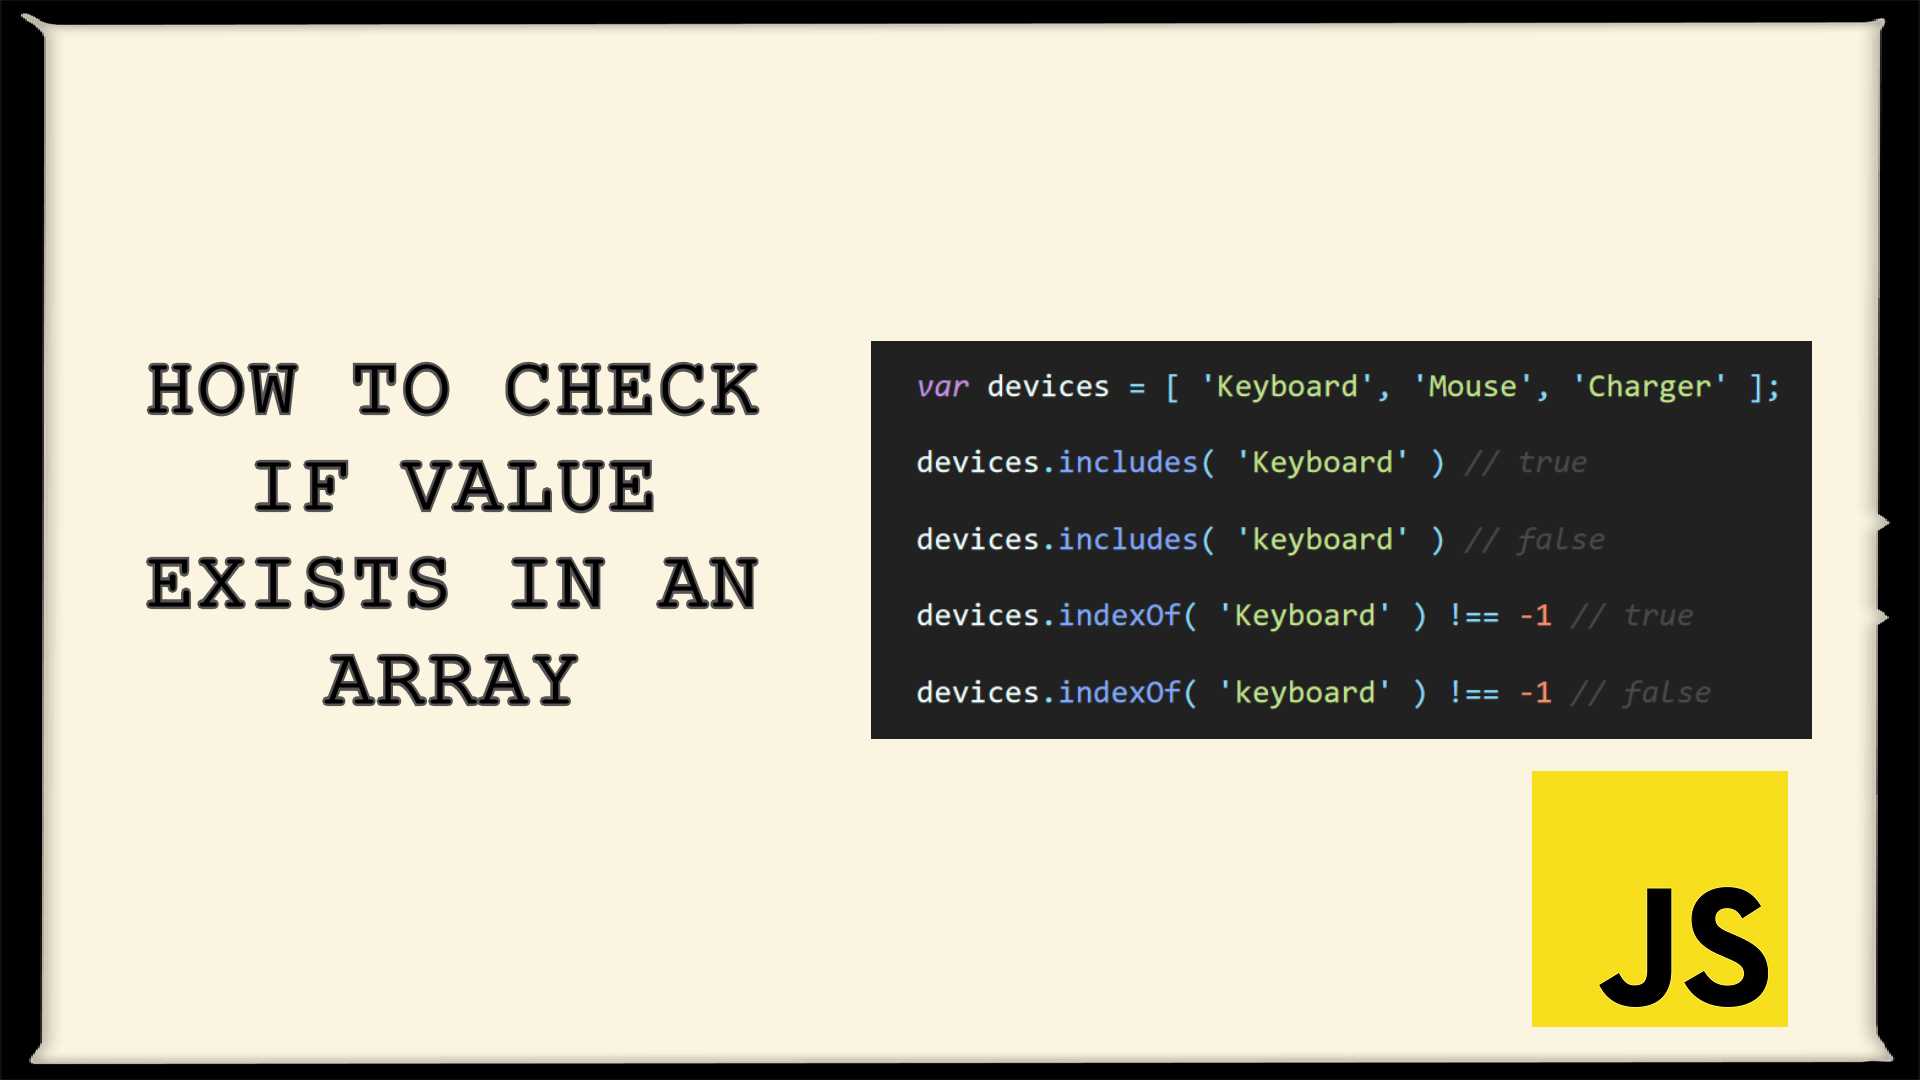 HOW TO CHECK
IF VALUE
EXISTS IN AN
ARRAY
var devices = [ 'Keyboard', 'Mouse', 'Charger' ];
devices.includes( 'Keyboard' ) // true
devices.includes( 'keyboard' ) // false
devices.indexOf( 'Keyboard' ) !== -1 // true
devices.indexOf( 'keyboard' ) !== -1 // false
JS